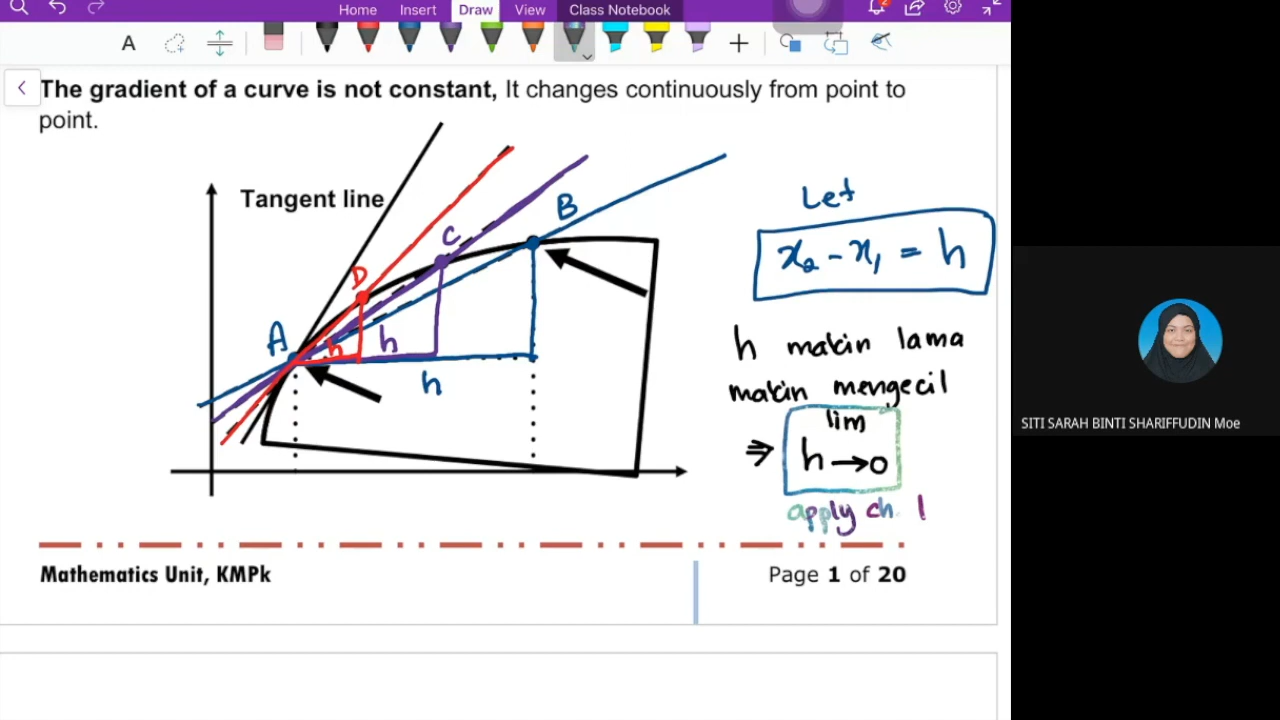 Home Insert Draw View Class Notebook
2
A
The gradient of a curve is not constant, It changes continuously from point to
point.
Tangent line
A
D
C
B
h
h
h
Let
x₂ - x₁ = h
h makin lama
makin mengecil
lim
⇒ h → 0
apply ch. 1
SITI SARAH BINTI SHARIFFUDIN Moe
Mathematics Unit, KMPk
Page 1 of 20